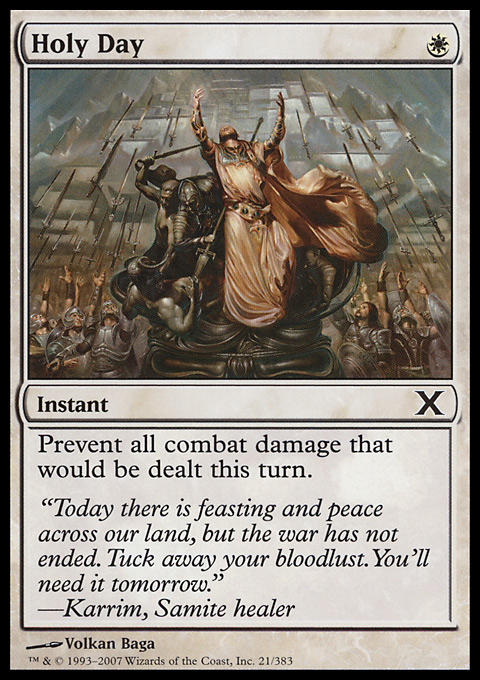 Holy Day
Instant
X
Prevent all combat damage that
would be dealt this turn.
“Today there is feasting and peace
across our land, but the war has not
ended. Tuck away your bloodlust. You’ll
need it tomorrow.”
—Karrim, Samite healer
Volkan Baga
™ & © 1993–2007 Wizards of the Coast, Inc. 21/383